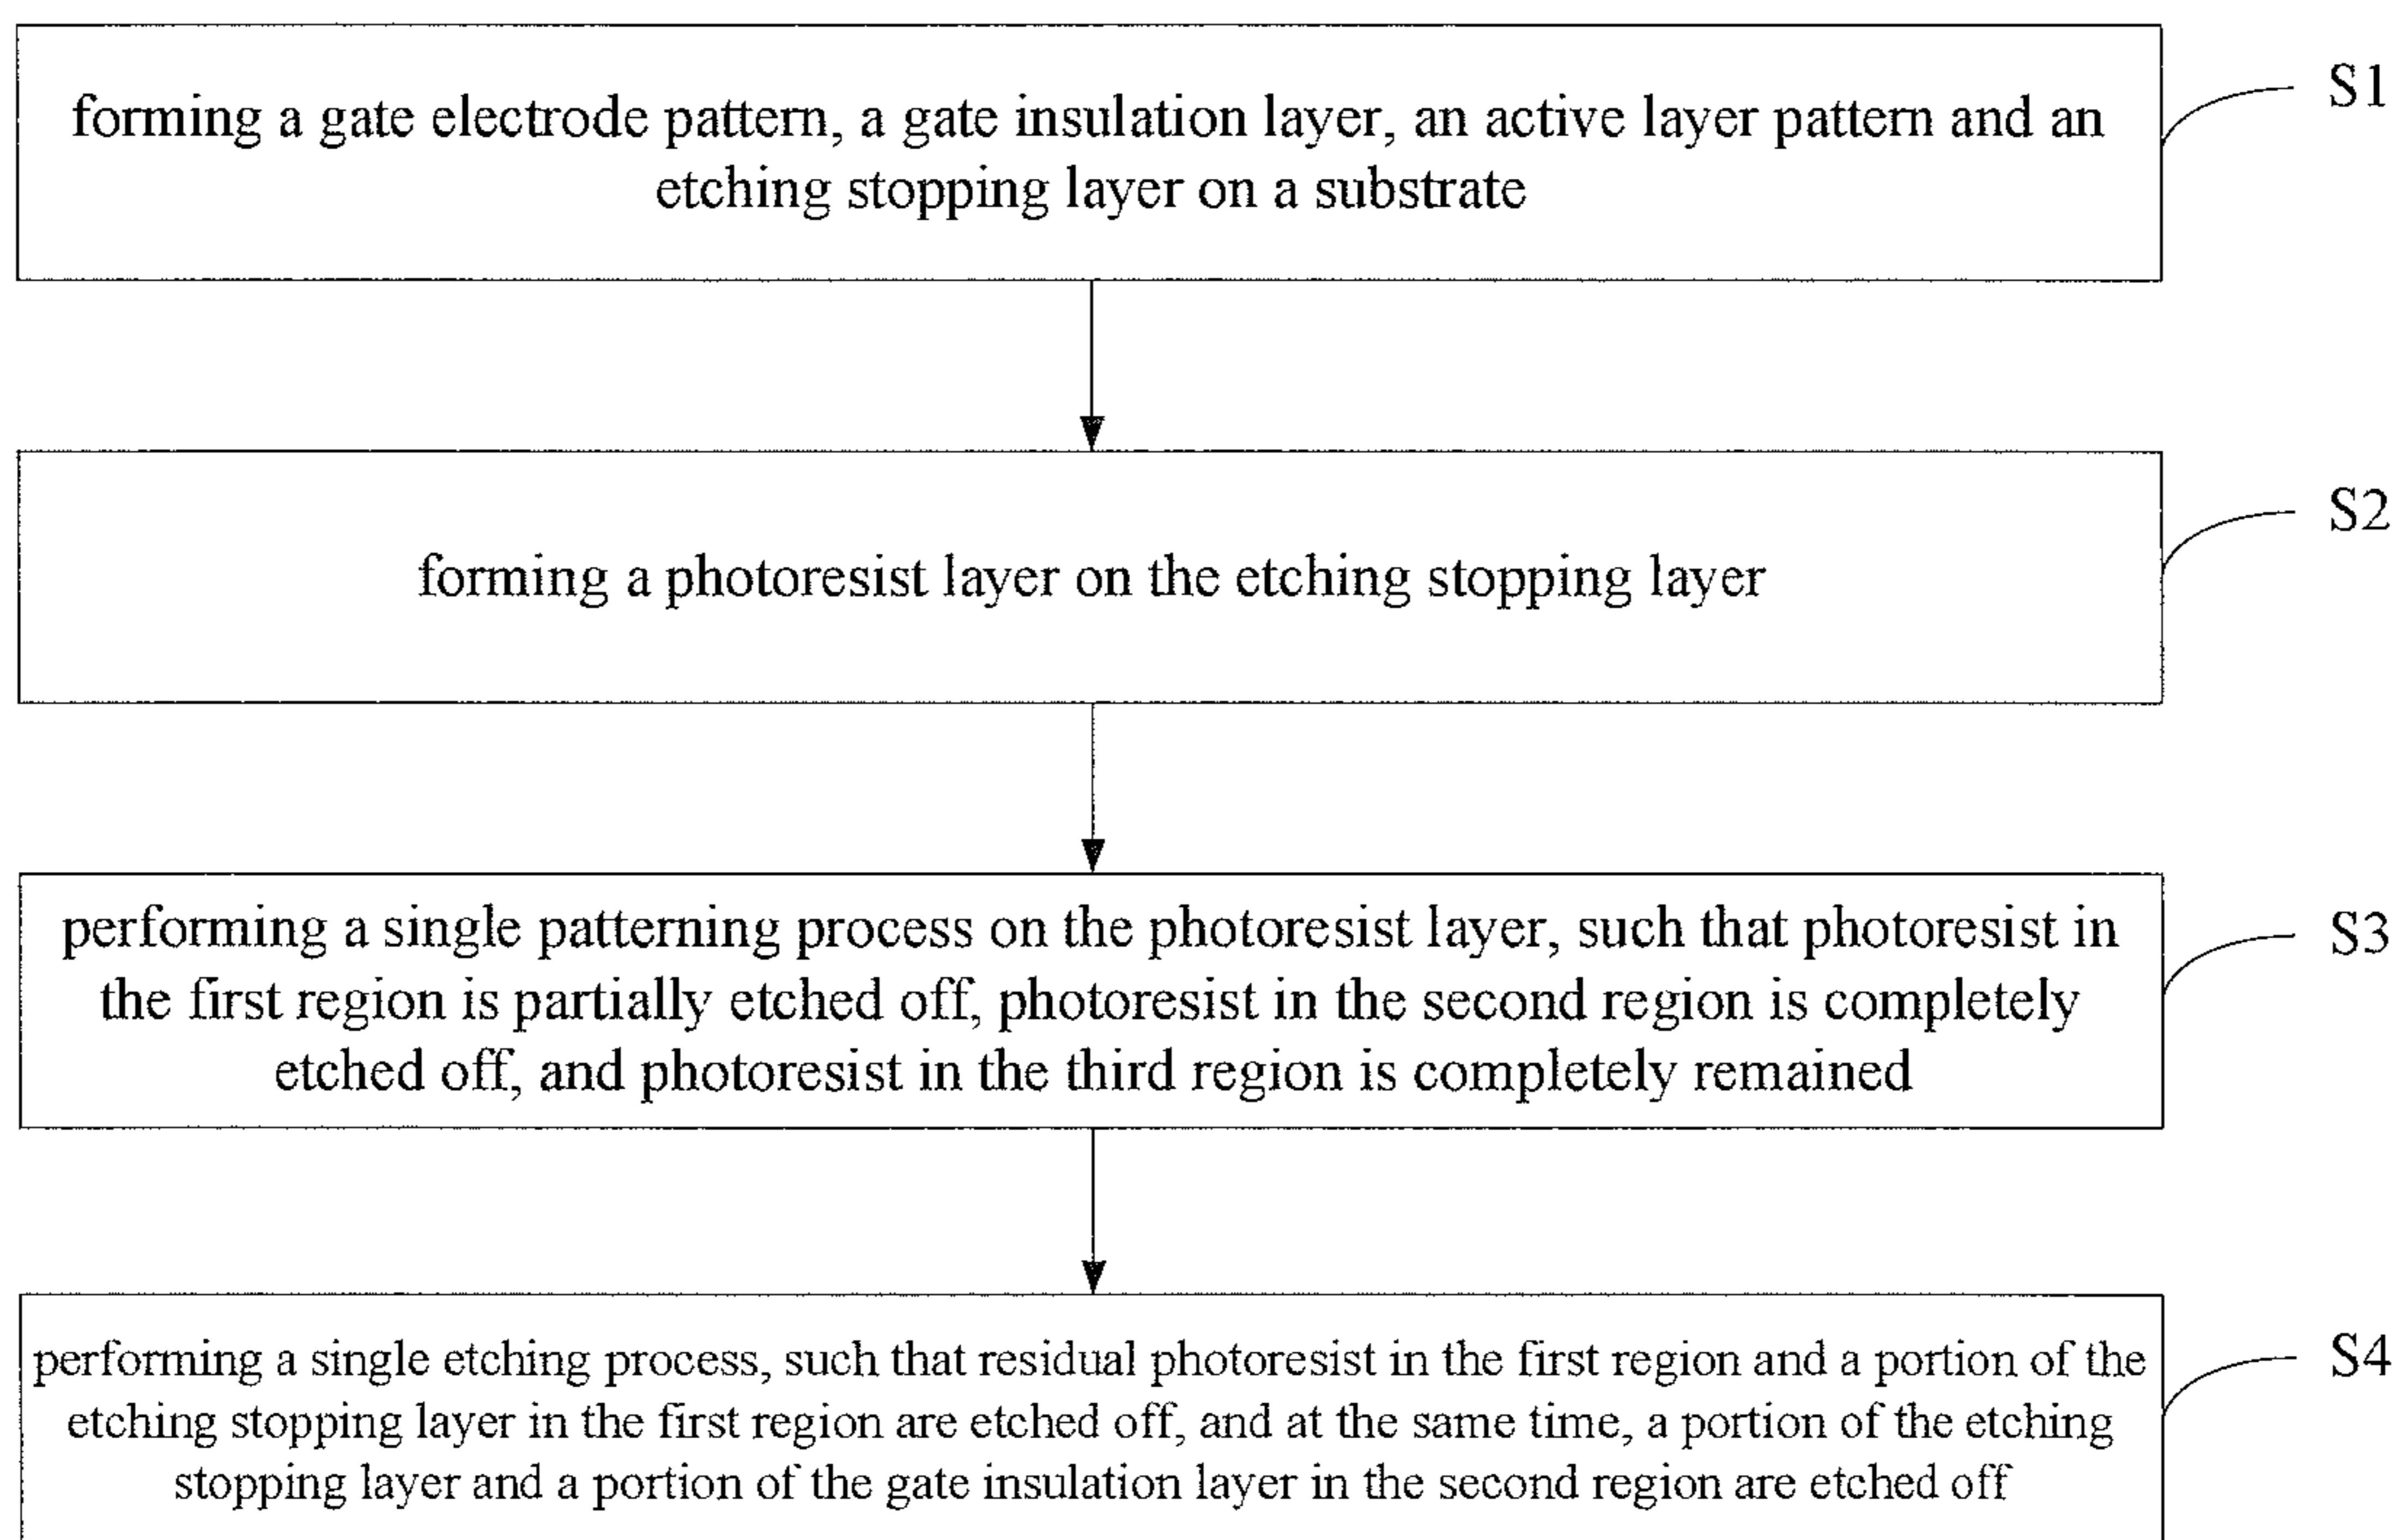 forming a gate electrode pattern, a gate insulation layer, an active layer pattern and an
etching stopping layer on a substrate
S1
forming a photoresist layer on the etching stopping layer
S2
performing a single patterning process on the photoresist layer, such that photoresist in
the first region is partially etched off, photoresist in the second region is completely
etched off, and photoresist in the third region is completely remained
S3
performing a single etching process, such that residual photoresist in the first region and a portion of the
etching stopping layer in the first region are etched off, and at the same time, a portion of the etching
stopping layer and a portion of the gate insulation layer in the second region are etched off
S4